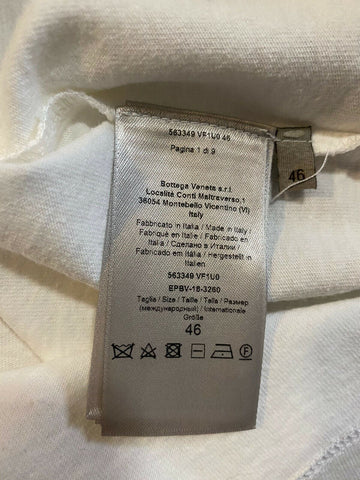 563349 VF1U0 46
Pagina 1 di 9
Bottega Veneta s.r.l.
Località Conti Maltraverso,1
36054 Montebello Vicentino (VI)
Italy
Fabbricato in Italia / Made in Italy /
Fabriqué en Italie / Fabricado en
Italia / Сделано в Италии /
Fabricado em Itália / Hergestellt in
Italien
563349 VF1U0
EPBV-18-3260
Taglia / Size / Taille / Talla / Размер
(международный) / Internationale
Größe
46
F
46